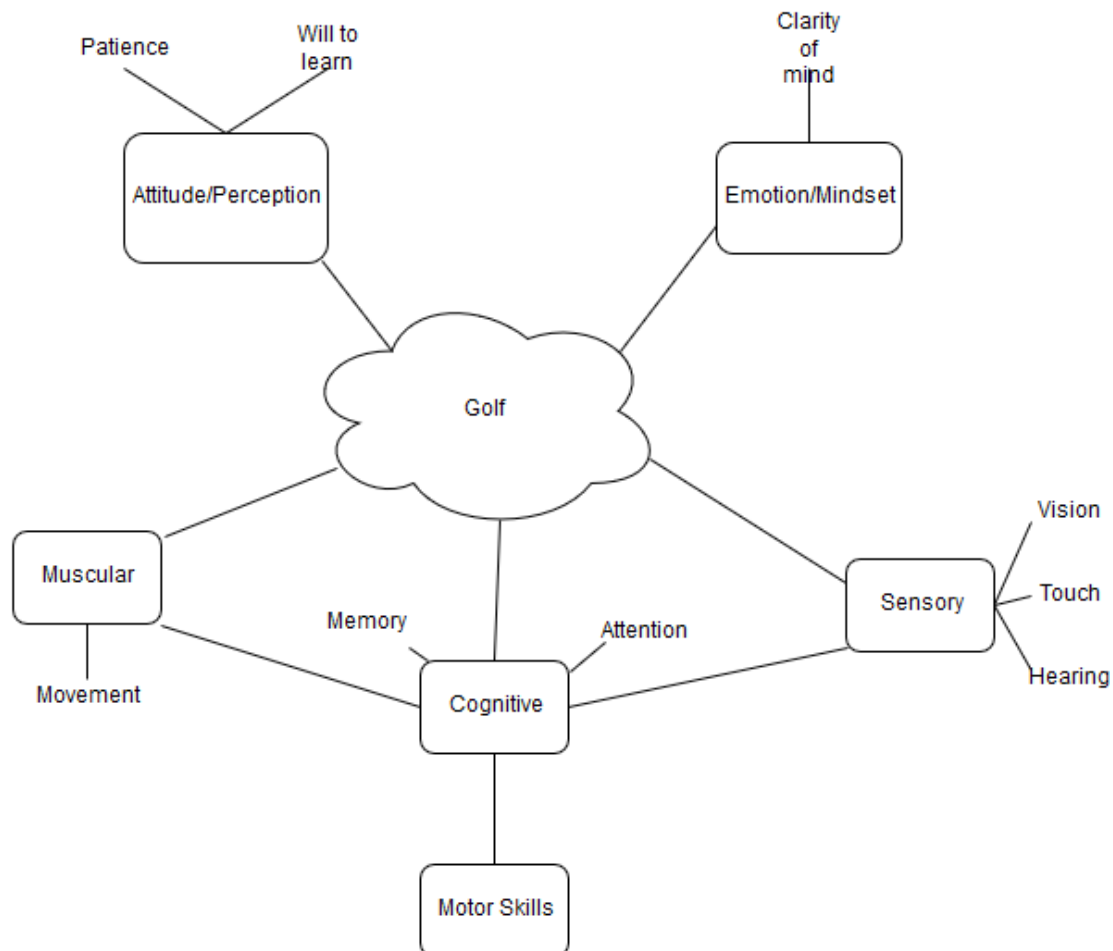 Patience
Will to
learn
Clarity
of
mind
Attitude/Perception
Emotion/Mindset
Golf
Vision
Muscular
Touch
Sensory
Memory
Attention
Hearing
Movement
Cognitive
Motor Skills